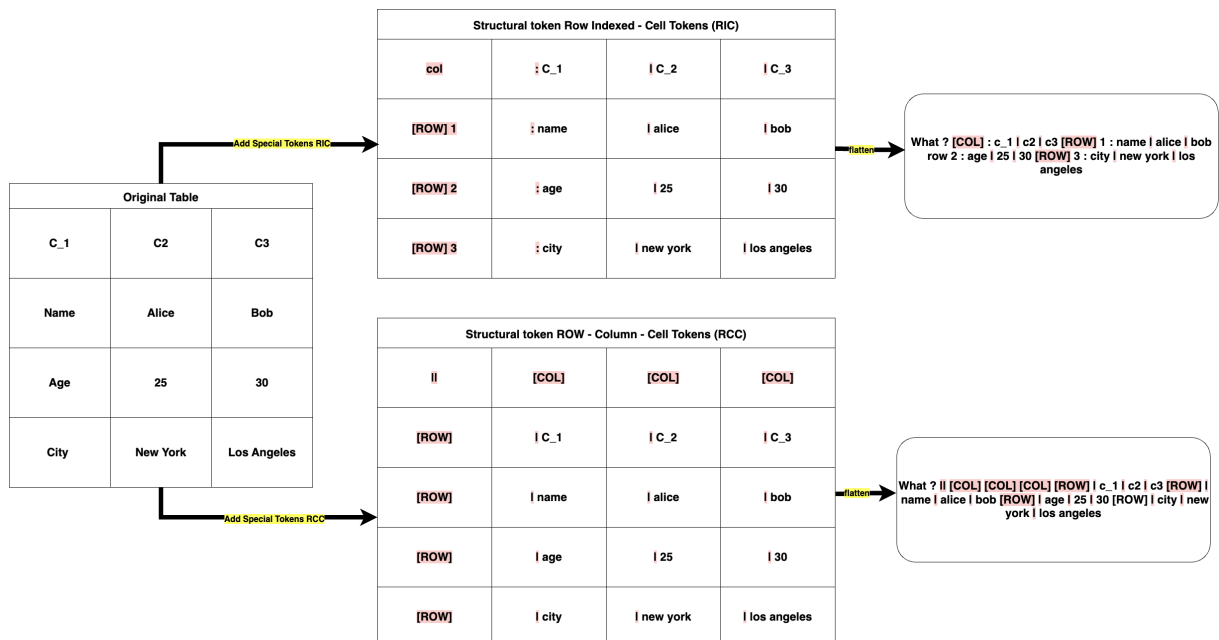 Structural token Row Indexed - Cell Tokens (RIC)
col : C_1 | C_2 | C_3
[ROW] 1 : name | alice | bob
[ROW] 2 : age | 25 | 30
[ROW] 3 : city | new york | los angeles
Add Special Tokens RIC
flatten
What ? [COL] : c_1 | c2 | c3 [ROW] 1 : name | alice | bob
row 2 : age | 25 | 30 [ROW] 3 : city | new york | los
angeles
Original Table
C_1 C2 C3
Name Alice Bob
Age 25 30
City New York Los Angeles
Add Special Tokens RCC
Structural token ROW - Column - Cell Tokens (RCC)
|| [COL] [COL] [COL]
[ROW] | C_1 | C_2 | C_3
[ROW] | name | alice | bob
[ROW] | age | 25 | 30
[ROW] | city | new york | los angeles
flatten
What ? || [COL] [COL] [COL] [ROW] | c_1 | c2 | c3 [ROW] |
name | alice | bob [ROW] | age | 25 | 30 [ROW] | city | new
york | los angeles